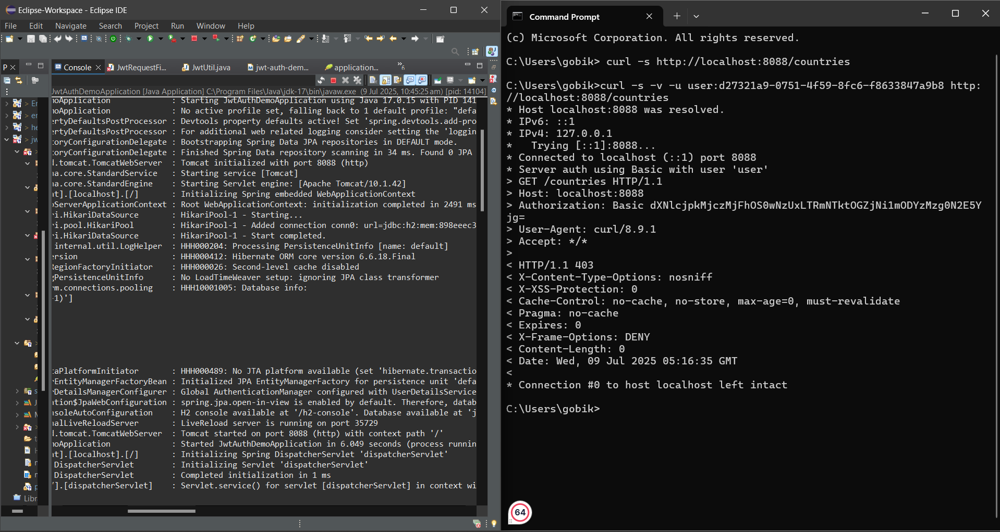 Eclipse-Workspace - Eclipse IDE
File Edit Navigate Search Project Run Window Help
P
Console
JwtRequestFi...
JwtUtil.java
jwt-auth-dem...
application...
»6
JwtAuthDemoApplication [Java Application] C:\Program Files\Java\jdk-17\bin\javaw.exe (9 Jul 2025, 10:45:25 am) [pid: 14104]
> Er
> er
> he
> jw
Libr
oApplication : Starting JwtAuthDemoApplication using Java 17.0.15 with PID 141
oApplication : No active profile set, falling back to 1 default profile: "defa
ertyDefaultsPostProcessor : Devtools property defaults active! Set 'spring.devtools.add-pro
ertyDefaultsPostProcessor : For additional web related logging consider setting the 'loggin
toryConfigurationDelegate : Bootstrapping Spring Data JPA repositories in DEFAULT mode.
toryConfigurationDelegate : Finished Spring Data repository scanning in 34 ms. Found 0 JPA
d.tomcat.TomcatWebServer : Tomcat initialized with port 8088 (http)
na.core.StandardService : Starting service [Tomcat]
na.core.StandardEngine : Starting Servlet engine: [Apache Tomcat/10.1.42]
at].[localhost].[/] : Initializing Spring embedded WebApplicationContext
bServerApplicationContext : Root WebApplicationContext: initialization completed in 2491 ms
ri.HikariDataSource : HikariPool-1 - Starting...
ri.pool.HikariPool : HikariPool-1 - Added connection conn0: url=jdbc:h2:mem:898eeec3
ri.HikariDataSource : HikariPool-1 - Start completed.
.internal.util.LogHelper : HHH000204: Processing PersistenceUnitInfo [name: default]
ersion : HHH000412: Hibernate ORM core version 6.6.18.Final
RegionFactoryInitiator : HHH000026: Second-level cache disabled
gPersistenceUnitInfo : No LoadTimeWeaver setup: ignoring JPA class transformer
rm.connections.pooling : HHH10001005: Database info:
-1)']
taPlatformInitiator : HHH000489: No JTA platform available (set 'hibernate.transactio
rEntityManagerFactoryBean : Initialized JPA EntityManagerFactory for persistence unit 'defa
rDetailsManagerConfigurer : Global AuthenticationManager configured with UserDetailsService
ation$JpaWebConfiguration : spring.jpa.open-in-view is enabled by default. Therefore, datab
nsoleAutoConfiguration : H2 console available at '/h2-console'. Database available at 'j
nalLiveReloadServer : LiveReload server is running on port 35729
d.tomcat.TomcatWebServer : Tomcat started on port 8088 (http) with context path '/'
oApplication : Started JwtAuthDemoApplication in 6.049 seconds (process runnin
at].[localhost].[/] : Initializing Spring DispatcherServlet 'dispatcherServlet'
DispatcherServlet : Initializing Servlet 'dispatcherServlet'
DispatcherServlet : Completed initialization in 1 ms
/].[dispatcherServlet] : Servlet.service() for servlet [dispatcherServlet] in context wi
Command Prompt
(c) Microsoft Corporation. All rights reserved.
C:\Users\gobik> curl -s http://localhost:8088/countries
C:\Users\gobik>curl -s -v -u user:d27321a9-0751-4f59-8fc6-f8633847a9b8 http:
//localhost:8088/countries
* Host localhost:8088 was resolved.
* IPv6: ::1
* IPv4: 127.0.0.1
*   Trying [::1]:8088...
* Connected to localhost (::1) port 8088
* Server auth using Basic with user 'user'
> GET /countries HTTP/1.1
> Host: localhost:8088
> Authorization: Basic dXNlcjpkMjczMjFhOS0wNzUxLTRmNTktOGZjNi1mODYzMzg0N2E5Y
jg=
> User-Agent: curl/8.9.1
> Accept: */*
>
< HTTP/1.1 403
< X-Content-Type-Options: nosniff
< X-XSS-Protection: 0
< Cache-Control: no-cache, no-store, max-age=0, must-revalidate
< Pragma: no-cache
< Expires: 0
< X-Frame-Options: DENY
< Content-Length: 0
< Date: Wed, 09 Jul 2025 05:16:35 GMT
<
* Connection #0 to host localhost left intact
C:\Users\gobik>
64